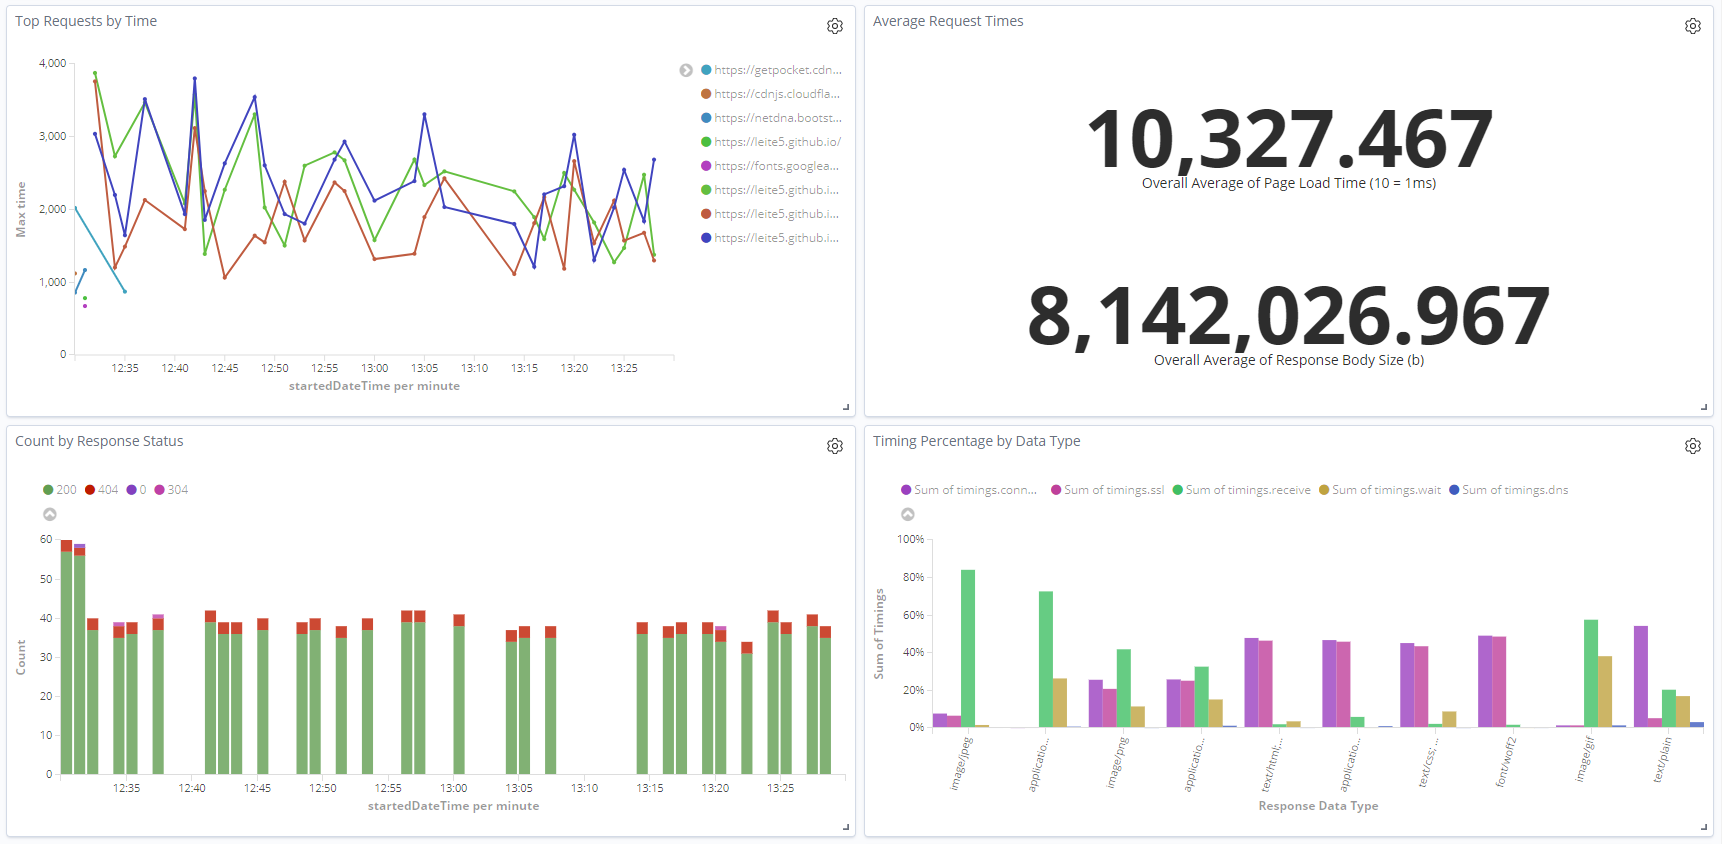 Top Requests by Time
4,000
3,000
2,000
1,000
0
Max time
12:35 12:40 12:45 12:50 12:55 13:00 13:05 13:10 13:15 13:20 13:25
startedDateTime per minute
https://getpocket.cdn...
https://cdnjs.cloudfla...
https://netdna.bootst...
https://leite5.github.io/
https://fonts.googlea...
https://leite5.github.i...
https://leite5.github.i...
https://leite5.github.i...
Average Request Times
10,327.467
Overall Average of Page Load Time (10 = 1ms)
8,142,026.967
Overall Average of Response Body Size (b)
Count by Response Status
200 404 0 304
60
50
40
30
20
10
0
Count
12:35 12:40 12:45 12:50 12:55 13:00 13:05 13:10 13:15 13:20 13:25
startedDateTime per minute
Timing Percentage by Data Type
Sum of timings.conn... Sum of timings.ssl Sum of timings.receive Sum of timings.wait Sum of timings.dns
100%
80%
60%
40%
20%
0%
Sum of Timings
image/jpeg
applicatio...
image/png
applicatio...
text/html;...
applicatio...
text/css; ...
font/woff2
image/gif
text/plain
Response Data Type